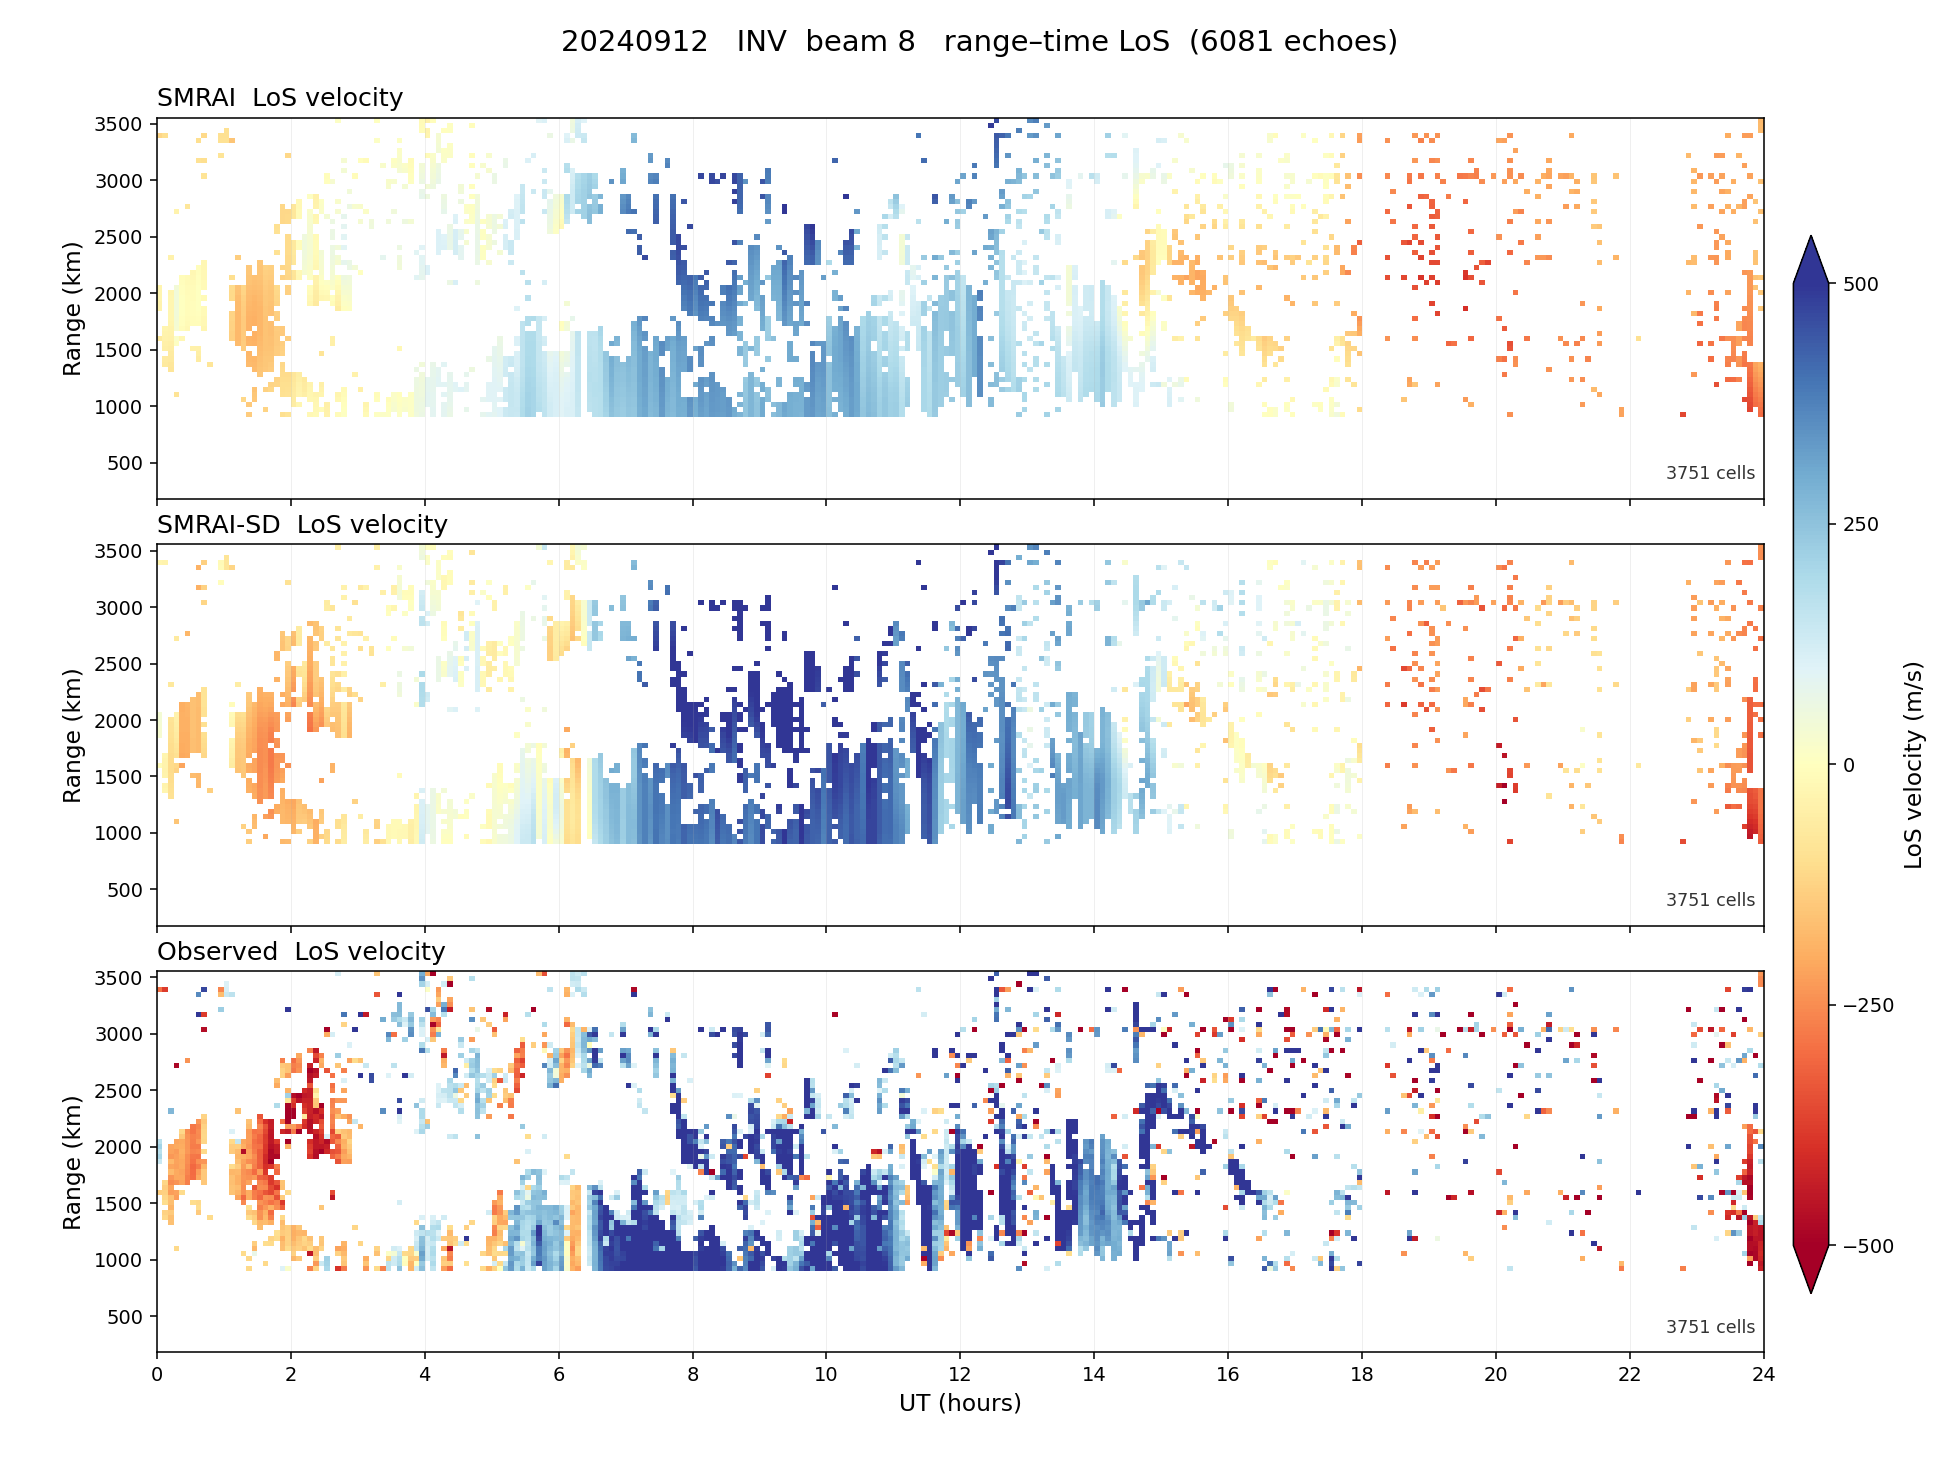 20240912   INV  beam 8   range–time LoS  (6081 echoes)
SMRAI  LoS velocity
3500
3000
2500
2000
1500
1000
500
Range (km)
3751 cells
SMRAI-SD  LoS velocity
3500
3000
2500
2000
1500
1000
500
Range (km)
3751 cells
Observed  LoS velocity
3500
3000
2500
2000
1500
1000
500
Range (km)
3751 cells
0 2 4 6 8 10 12 14 16 18 20 22 24
UT (hours)
500
250
0
−250
−500
LoS velocity (m/s)